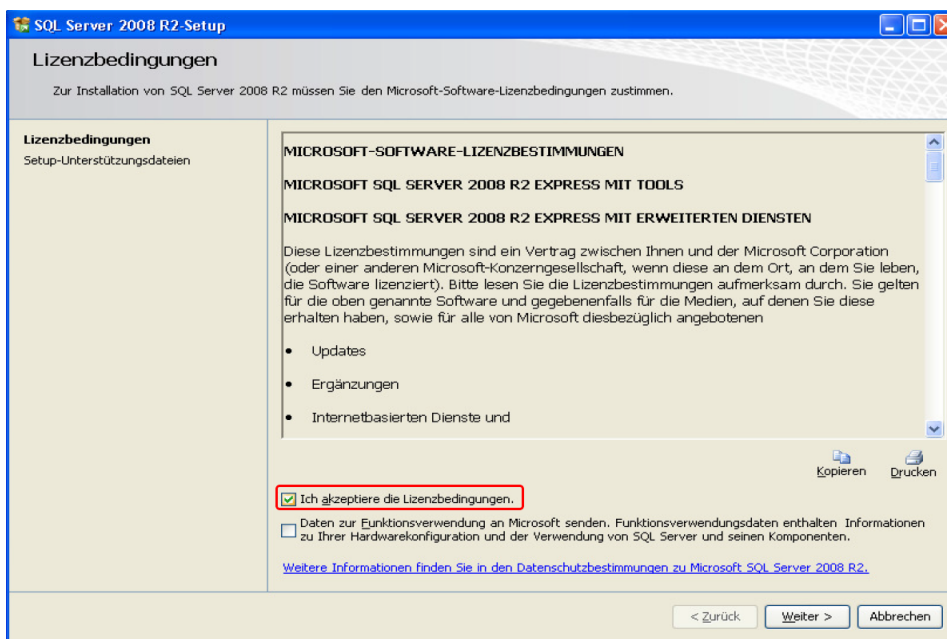 SQL Server 2008 R2-Setup
Lizenzbedingungen
Zur Installation von SQL Server 2008 R2 müssen Sie den Microsoft-Software-Lizenzbedingungen zustimmen.
Lizenzbedingungen
Setup-Unterstützungsdateien
MICROSOFT-SOFTWARE-LIZENZBESTIMMUNGEN
MICROSOFT SQL SERVER 2008 R2 EXPRESS MIT TOOLS
MICROSOFT SQL SERVER 2008 R2 EXPRESS MIT ERWEITERTEN DIENSTEN
Diese Lizenzbestimmungen sind ein Vertrag zwischen Ihnen und der Microsoft Corporation
(oder einer anderen Microsoft-Konzerngesellschaft, wenn diese an dem Ort, an dem Sie leben,
die Software lizenziert). Bitte lesen Sie die Lizenzbestimmungen aufmerksam durch. Sie gelten
für die oben genannte Software und gegebenenfalls für die Medien, auf denen Sie diese
erhalten haben, sowie für alle von Microsoft diesbezüglich angebotenen
• Updates
• Ergänzungen
• Internetbasierten Dienste und
Kopieren Drucken
Ich akzeptiere die Lizenzbedingungen.
Daten zur Funktionsverwendung an Microsoft senden. Funktionsverwendungsdaten enthalten Informationen
zu Ihrer Hardwarekonfiguration und der Verwendung von SQL Server und seinen Komponenten.
Weitere Informationen finden Sie in den Datenschutzbestimmungen zu Microsoft SQL Server 2008 R2.
< Zurück Weiter > Abbrechen